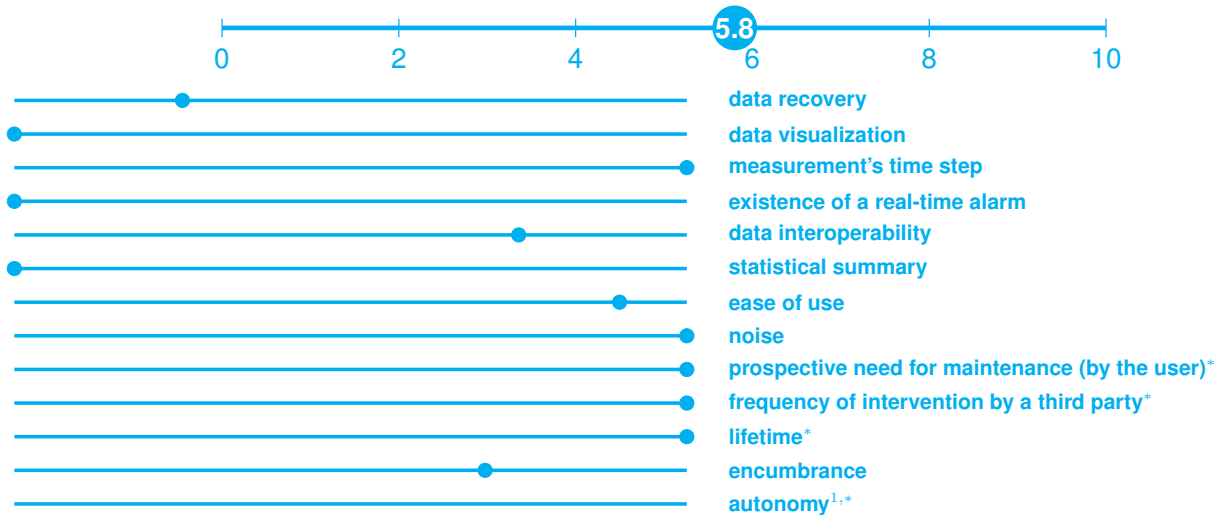 5.8
0 2 4 6 8 10
data recovery
data visualization
measurement's time step
existence of a real-time alarm
data interoperability
statistical summary
ease of use
noise
prospective need for maintenance (by the user)*
frequency of intervention by a third party*
lifetime*
encumbrance
autonomy¹,*